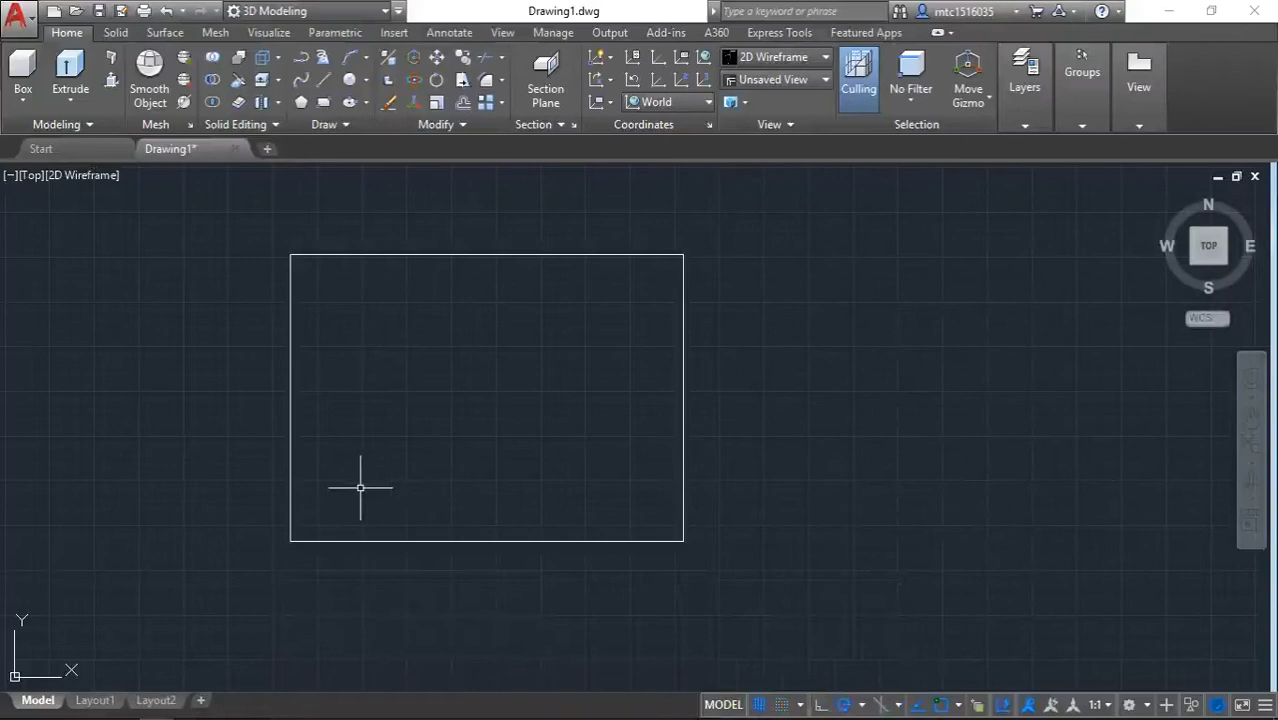 3D Modeling
Drawing1.dwg
Type a keyword or phrase
rntc1516035
Home Solid Surface Mesh Visualize Parametric Insert Annotate View Manage Output Add-ins A360 Express Tools Featured Apps
Box
Extrude
Smooth
Object
Section
Plane
2D Wireframe
Unsaved View
World
Culling
No Filter
Move
Gizmo
Layers
Groups
View
Modeling Mesh Solid Editing Draw Modify Section Coordinates View Selection
Start Drawing1*
[−][Top][2D Wireframe]
N
W TOP E
S
WCS
Y
X
Model Layout1 Layout2
MODEL 1:1